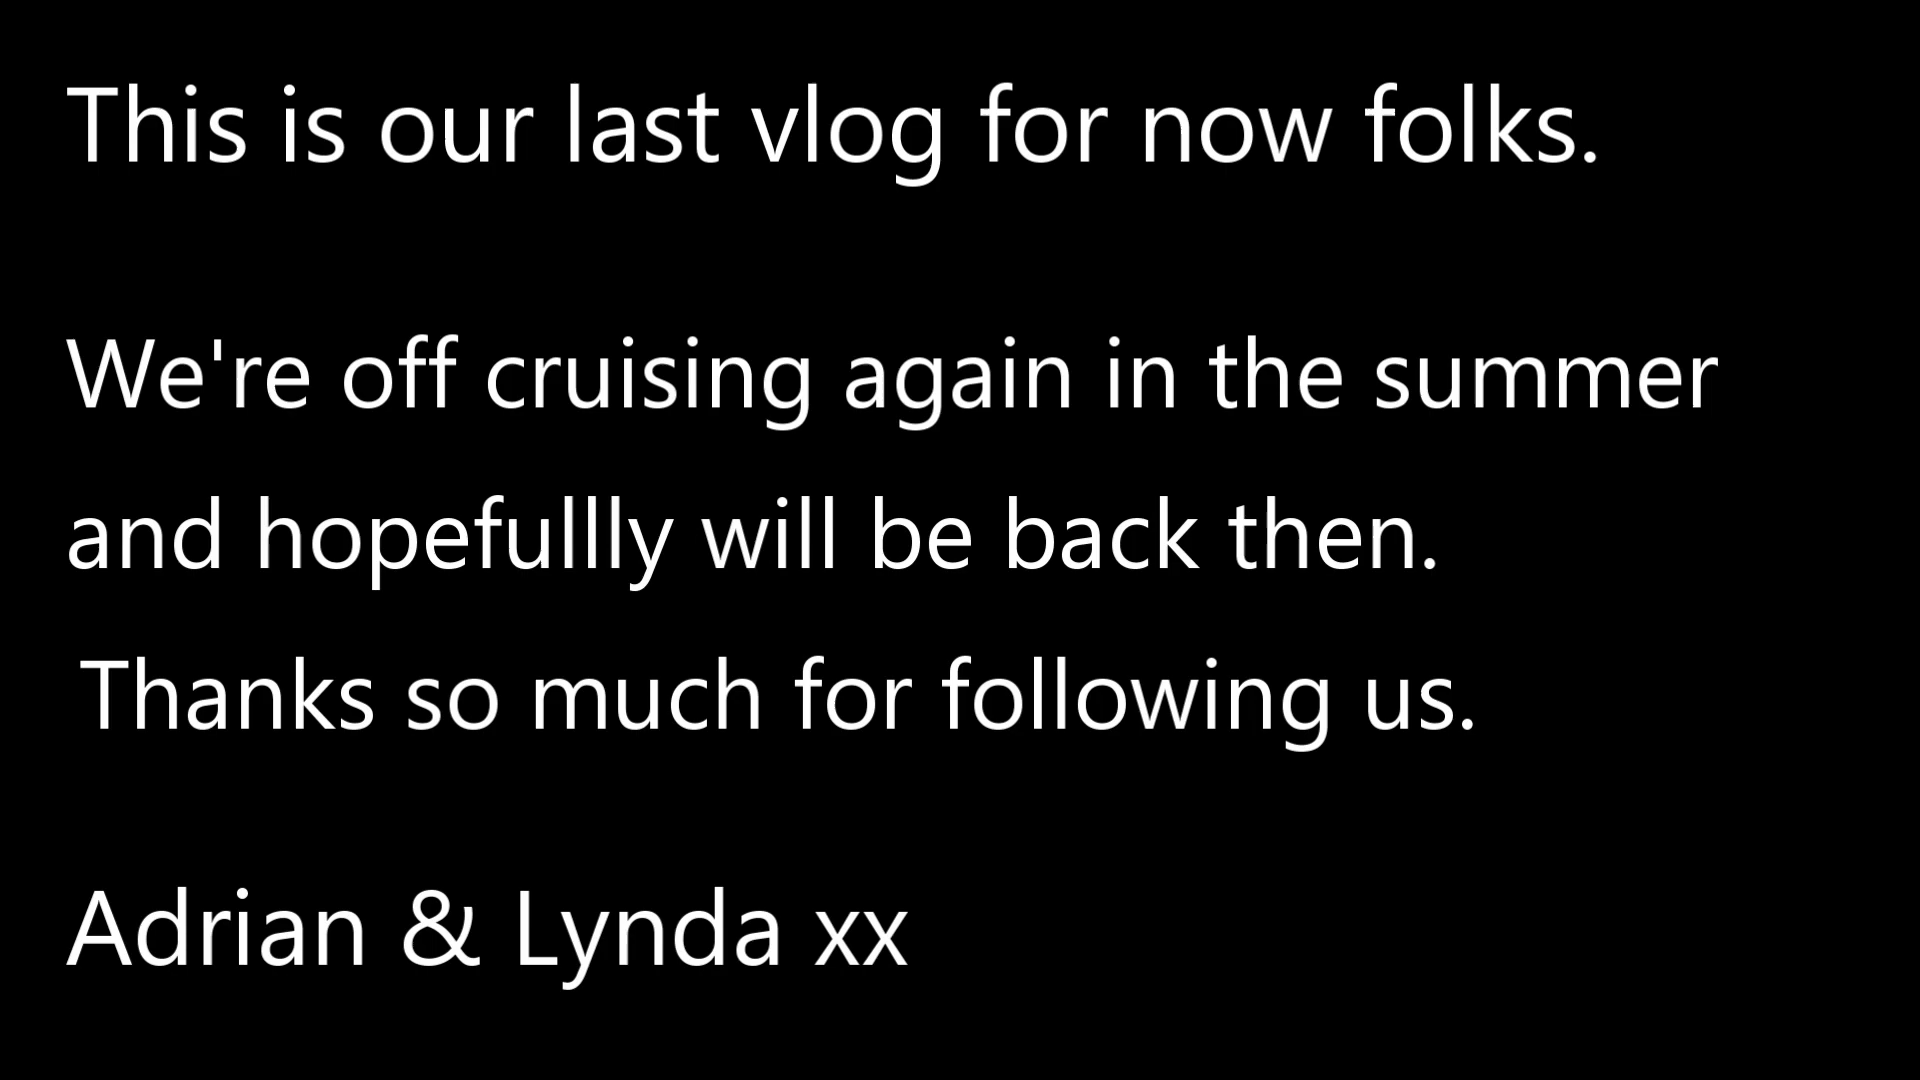 This is our last vlog for now folks.
We're off cruising again in the summer
and hopefullly will be back then.
Thanks so much for following us.
Adrian & Lynda xx